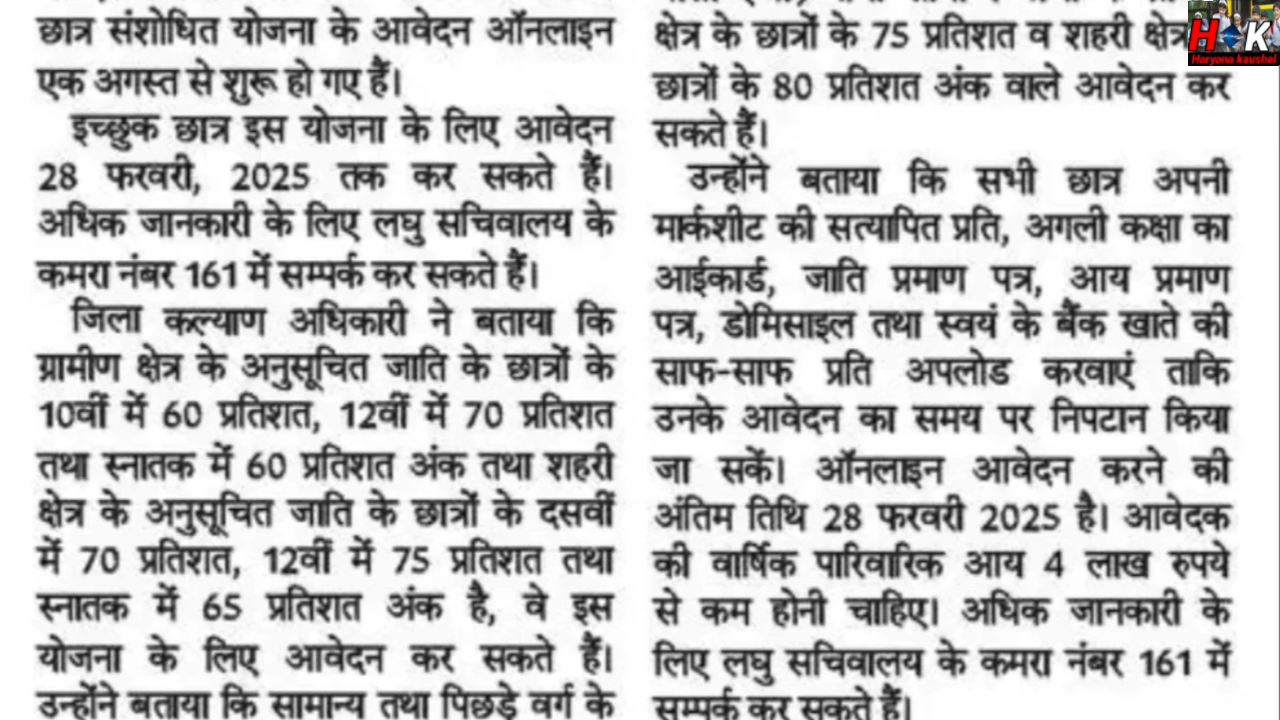 छात्र संशोधित योजना के आवेदन ऑनलाइन
एक अगस्त से शुरू हो गए हैं।
इच्छुक छात्र इस योजना के लिए आवेदन
28 फरवरी, 2025 तक कर सकते हैं।
अधिक जानकारी के लिए लघु सचिवालय के
कमरा नंबर 161 में सम्पर्क कर सकते हैं।
जिला कल्याण अधिकारी ने बताया कि
ग्रामीण क्षेत्र के अनुसूचित जाति के छात्रों के
10वीं में 60 प्रतिशत, 12वीं में 70 प्रतिशत
तथा स्नातक में 60 प्रतिशत अंक तथा शहरी
क्षेत्र के अनुसूचित जाति के छात्रों के दसवीं
में 70 प्रतिशत, 12वीं में 75 प्रतिशत तथा
स्नातक में 65 प्रतिशत अंक है, वे इस
योजना के लिए आवेदन कर सकते हैं।
उन्होंने बताया कि सामान्य तथा पिछड़े वर्ग के
क्षेत्र के छात्रों के 75 प्रतिशत व शहरी क्षेत्र
छात्रों के 80 प्रतिशत अंक वाले आवेदन कर
सकते हैं।
उन्होंने बताया कि सभी छात्र अपनी
मार्कशीट की सत्यापित प्रति, अगली कक्षा का
आईकार्ड, जाति प्रमाण पत्र, आय प्रमाण
पत्र, डोमिसाइल तथा स्वयं के बैंक खाते की
साफ-साफ प्रति अपलोड करवाएं ताकि
उनके आवेदन का समय पर निपटान किया
जा सकें। ऑनलाइन आवेदन करने की
अंतिम तिथि 28 फरवरी 2025 है। आवेदक
की वार्षिक पारिवारिक आय 4 लाख रुपये
से कम होनी चाहिए। अधिक जानकारी के
लिए लघु सचिवालय के कमरा नंबर 161 में
सम्पर्क कर सकते हैं।
H K
Haryana kaushal